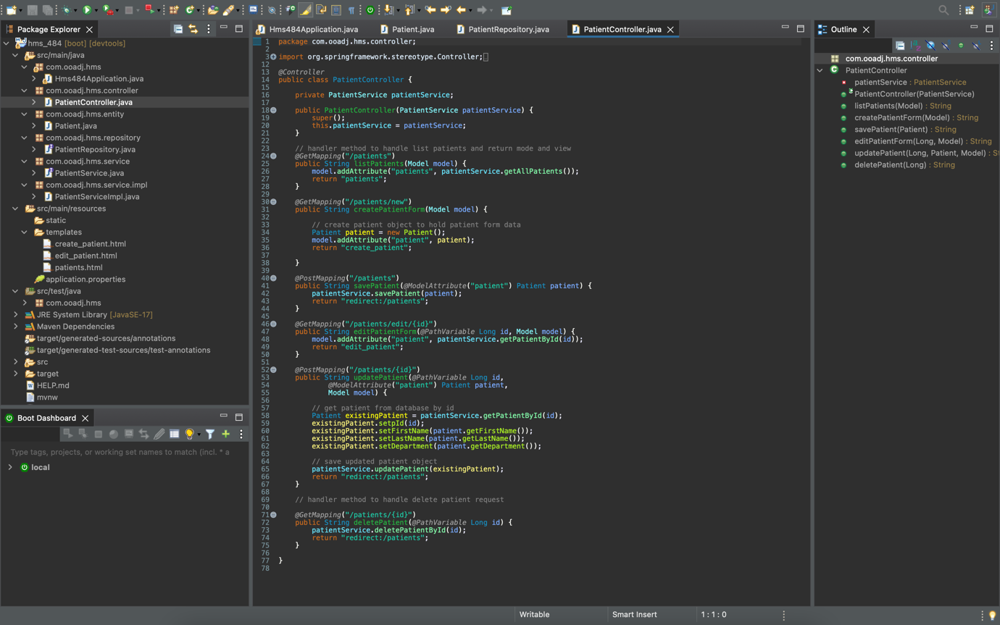 Package Explorer
hms_484 [boot] [devtools]
src/main/java
com.ooadj.hms
Hms484Application.java
com.ooadj.hms.controller
PatientController.java
com.ooadj.hms.entity
Patient.java
com.ooadj.hms.repository
PatientRepository.java
com.ooadj.hms.service
PatientService.java
com.ooadj.hms.service.impl
PatientServiceImpl.java
src/main/resources
static
templates
create_patient.html
edit_patient.html
patients.html
application.properties
src/test/java
com.ooadj.hms
JRE System Library [JavaSE-17]
Maven Dependencies
target/generated-sources/annotations
target/generated-test-sources/test-annotations
src
target
HELP.md
mvnw
Boot Dashboard
Type tags, projects, or working set names to match (incl. * a
local
Hms484Application.java Patient.java PatientRepository.java PatientController.java
1 package com.ooadj.hms.controller;
2
3 import org.springframework.stereotype.Controller;
12
13 @Controller
14 public class PatientController {
15
16 private PatientService patientService;
17
18 public PatientController(PatientService patientService) {
19 super();
20 this.patientService = patientService;
21 }
22
23 // handler method to handle list patients and return mode and view
24 @GetMapping("/patients")
25 public String listPatients(Model model) {
26 model.addAttribute("patients", patientService.getAllPatients());
27 return "patients";
28 }
29
30 @GetMapping("/patients/new")
31 public String createPatientForm(Model model) {
32
33 // create patient object to hold patient form data
34 Patient patient = new Patient();
35 model.addAttribute("patient", patient);
36 return "create_patient";
37
38 }
39
40 @PostMapping("/patients")
41 public String savePatient(@ModelAttribute("patient") Patient patient) {
42 patientService.savePatient(patient);
43 return "redirect:/patients";
44 }
45
46 @GetMapping("/patients/edit/{id}")
47 public String editPatientForm(@PathVariable Long id, Model model) {
48 model.addAttribute("patient", patientService.getPatientById(id));
49 return "edit_patient";
50 }
51
52 @PostMapping("/patients/{id}")
53 public String updatePatient(@PathVariable Long id,
54 @ModelAttribute("patient") Patient patient,
55 Model model) {
56
57 // get patient from database by id
58 Patient existingPatient = patientService.getPatientById(id);
59 existingPatient.setpId(id);
60 existingPatient.setFirstName(patient.getFirstName());
61 existingPatient.setLastName(patient.getLastName());
62 existingPatient.setDepartment(patient.getDepartment());
63
64 // save updated patient object
65 patientService.updatePatient(existingPatient);
66 return "redirect:/patients";
67 }
68
69 // handler method to handle delete patient request
70
71 @GetMapping("/patients/{id}")
72 public String deletePatient(@PathVariable Long id) {
73 patientService.deletePatientById(id);
74 return "redirect:/patients";
75 }
76
77 }
78
Outline
com.ooadj.hms.controller
PatientController
patientService : PatientService
PatientController(PatientService)
listPatients(Model) : String
createPatientForm(Model) : String
savePatient(Patient) : String
editPatientForm(Long, Model) : String
updatePatient(Long, Patient, Model) : St
deletePatient(Long) : String
Writable Smart Insert 1 : 1 : 0